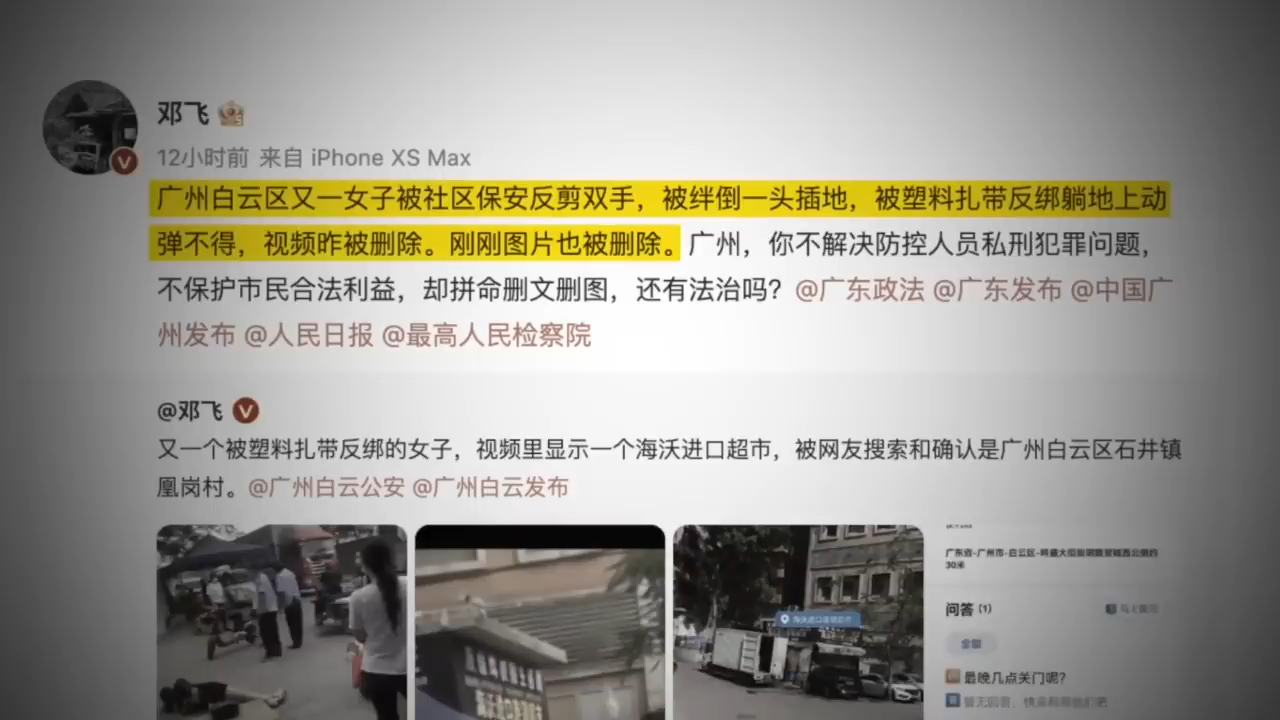 邓飞
12小时前 来自 iPhone XS Max
广州白云区又一女子被社区保安反剪双手，被绊倒一头插地，被塑料扎带反绑躺地上动
弹不得，视频昨被删除。刚刚图片也被删除。广州，你不解决防控人员私刑犯罪问题，
不保护市民合法利益，却拼命删文删图，还有法治吗？@广东政法 @广东发布 @中国广
州发布 @人民日报 @最高人民检察院
@邓飞
又一个被塑料扎带反绑的女子，视频里显示一个海沃进口超市，被网友搜索和确认是广州白云区石井镇
凰岗村。@广州白云公安 @广州白云发布
30米
问答 (1)
全部
最晚几点关门呢？